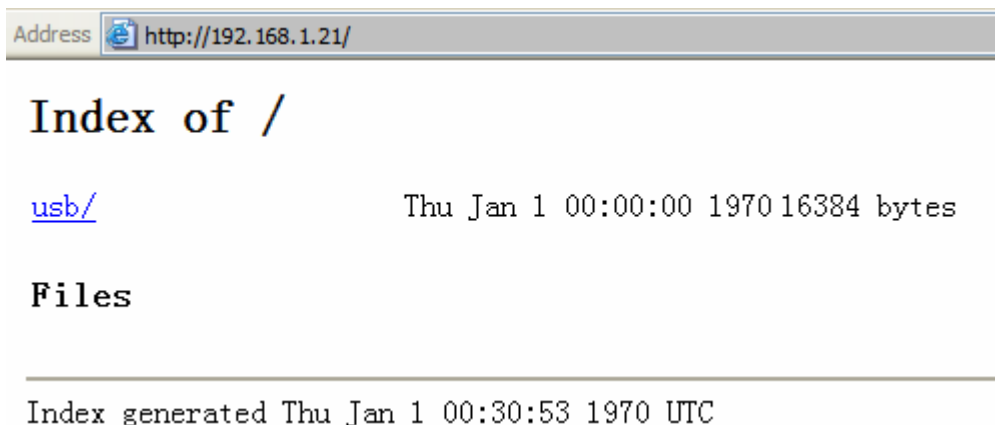 Address http://192.168.1.21/
Index of /
usb/ Thu Jan 1 00:00:00 1970 16384 bytes
Files
Index generated Thu Jan 1 00:30:53 1970 UTC